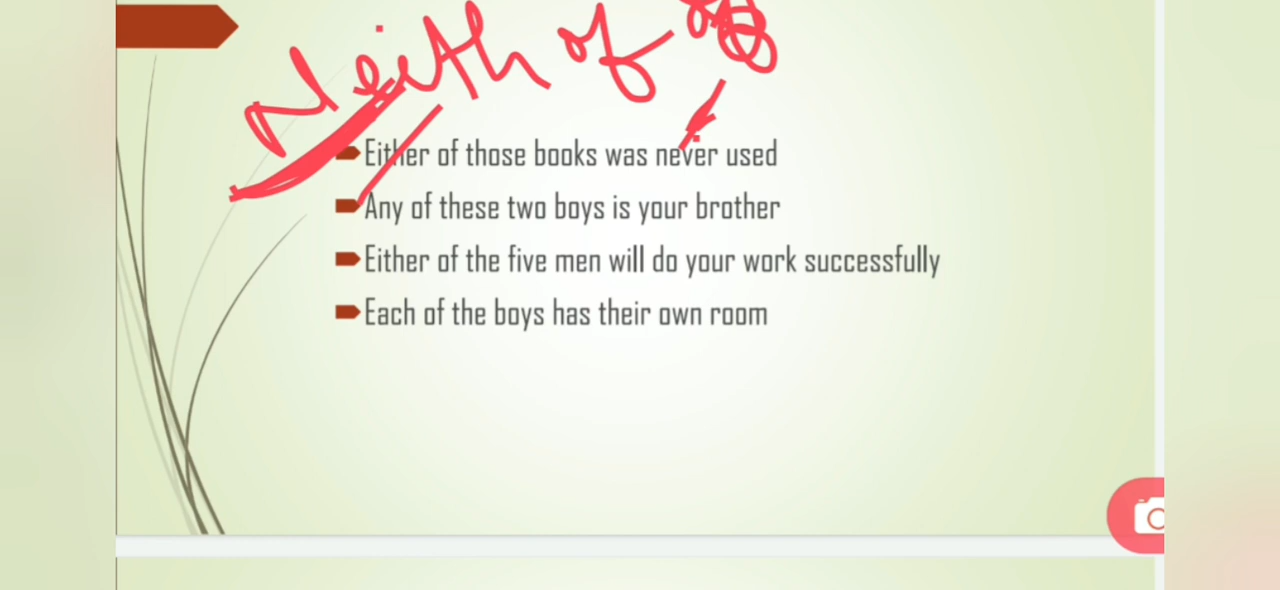 Neith of
Either of those books was never used
Any of these two boys is your brother
Either of the five men will do your work successfully
Each of the boys has their own room